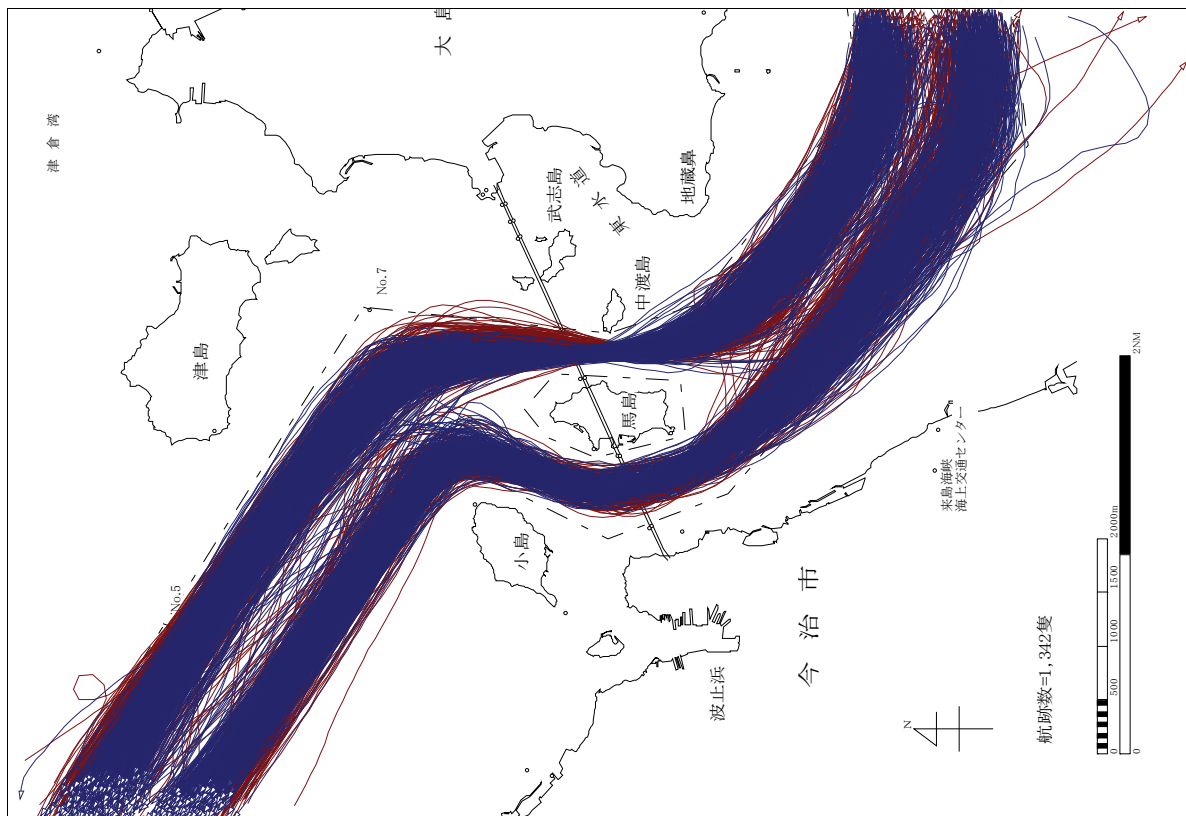 大島
津倉湾
No.7
武志島
東水道
地蔵鼻
中渡島
津島
馬島
来島海峡
海上交通センター
小島
No.5
今治市
波止浜
N
航跡数=1,342隻
0 500 1000 1500 2000m
0 2NM